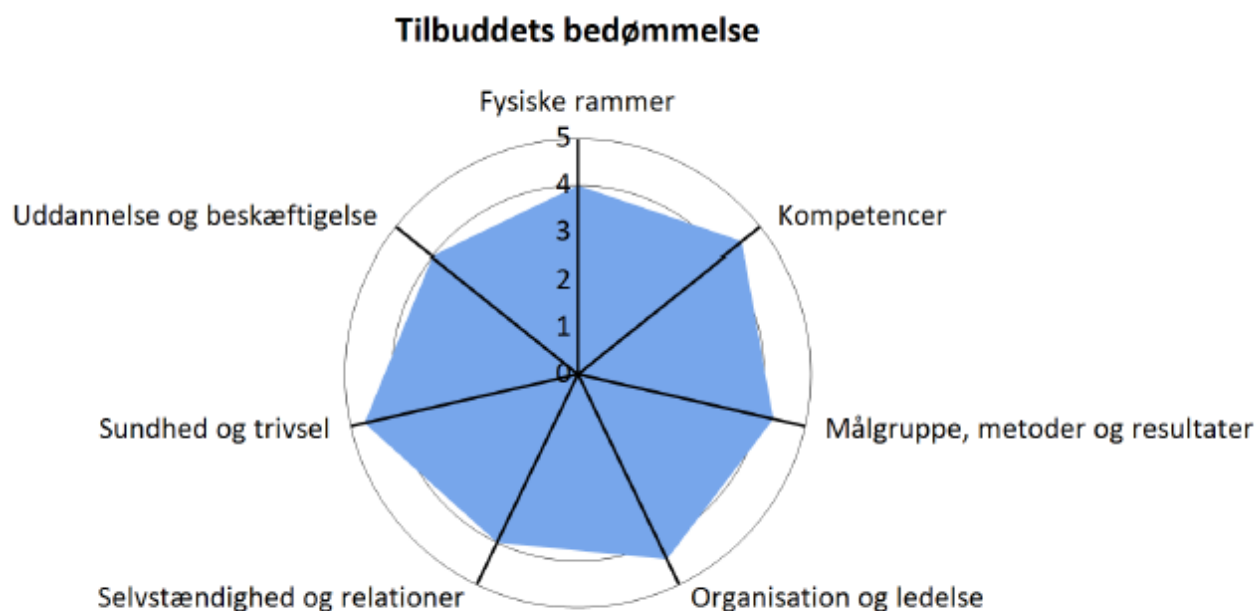 Tilbuddets bedømmelse
Fysiske rammer
5
4
3
2
1
0
Kompetencer
Målgruppe, metoder og resultater
Organisation og ledelse
Selvstændighed og relationer
Sundhed og trivsel
Uddannelse og beskæftigelse